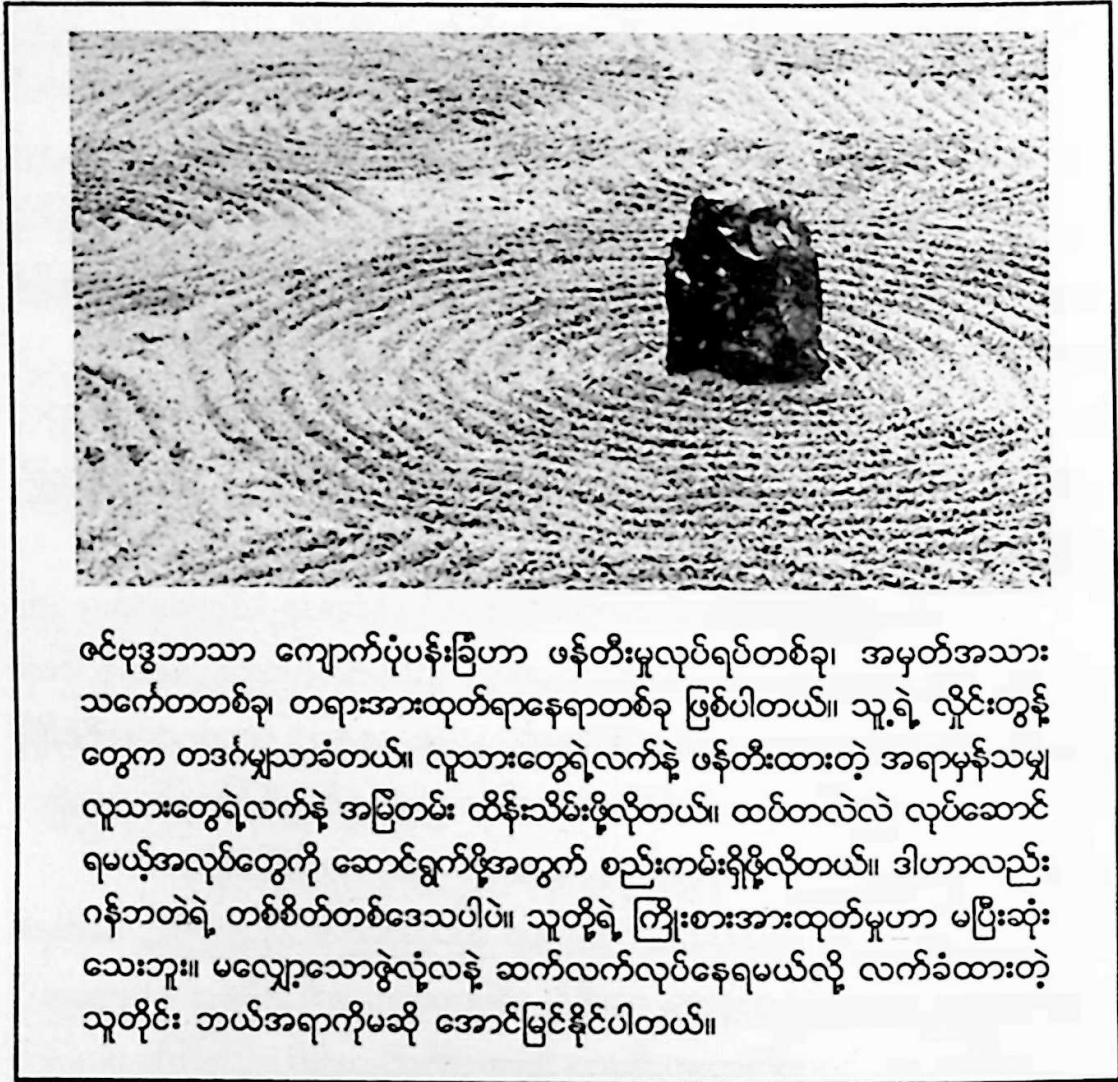 ဇင်ဗုဒ္ဓဘာသာ ကျောက်ပုံပန်းခြံဟာ ဖန်တီးမှုလုပ်ရပ်တစ်ခု၊ အမှတ်အသား
သင်္ကေတတစ်ခု၊ တရားအားထုတ်ရာနေရာတစ်ခု ဖြစ်ပါတယ်။ သူ့ရဲ့ လှိုင်းတွန့်
တွေက တဒင်္ဂမျှသာခံတယ်။ လူသားတွေရဲ့လက်နဲ့ ဖန်တီးထားတဲ့ အရာမှန်သမျှ
လူသားတွေရဲ့လက်နဲ့ အမြဲတမ်း ထိန်းသိမ်းဖို့လိုတယ်။ ထပ်တလဲလဲ လုပ်ဆောင်
ရမယ့်အလုပ်တွေကို ဆောင်ရွက်ဖို့အတွက် စည်းကမ်းရှိဖို့လိုတယ်။ ဒါဟာလည်း
ဂန်ဘတဲရဲ့ တစ်စိတ်တစ်ဒေသပါပဲ။ သူတို့ရဲ့ ကြိုးစားအားထုတ်မှုဟာ မပြီးဆုံး
သေးဘူး။ မလျှော့သောဇွဲလုံ့လနဲ့ ဆက်လက်လုပ်နေရမယ်လို့ လက်ခံထားတဲ့
သူတိုင်း ဘယ်အရာကိုမဆို အောင်မြင်နိုင်ပါတယ်။